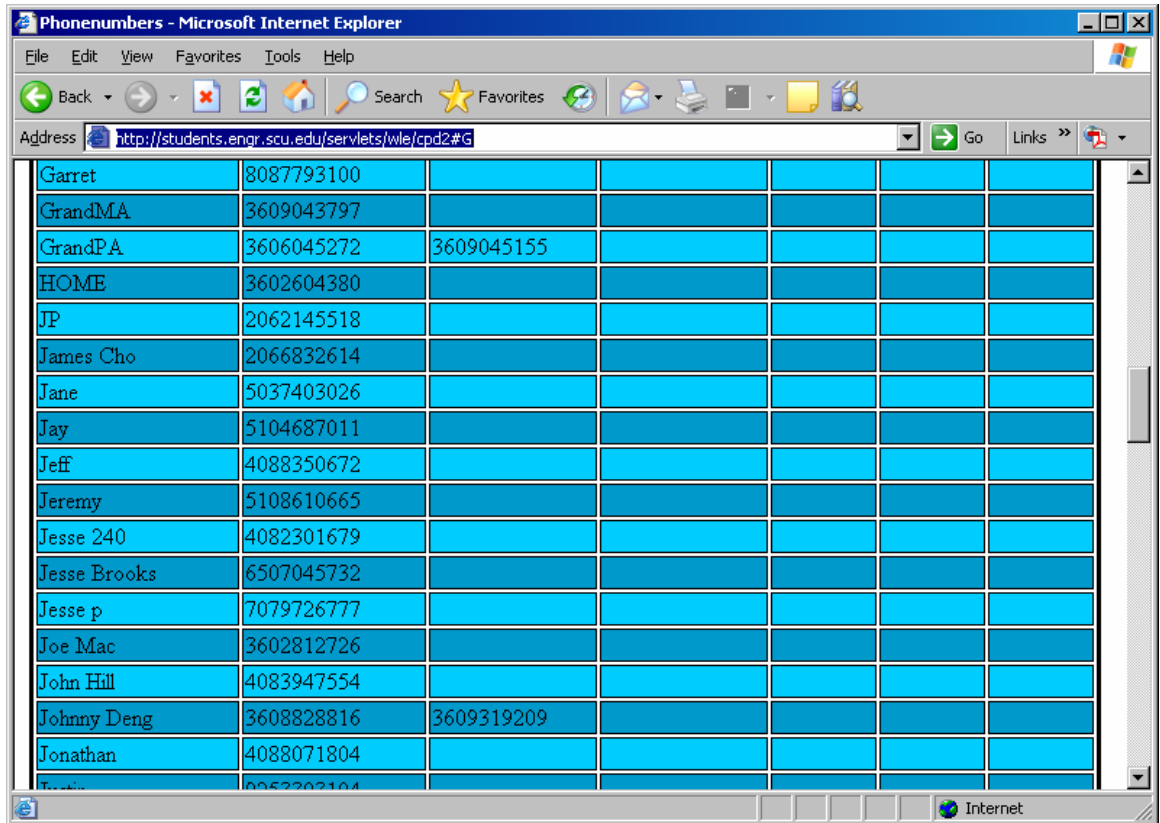 Phonenumbers - Microsoft Internet Explorer
File Edit View Favorites Tools Help
Back Search Favorites
Address http://students.engr.scu.edu/servlets/wle/cpd2#G Go Links »
Garret 8087793100
GrandMA 3609043797
GrandPA 3606045272 3609045155
HOME 3602604380
JP 2062145518
James Cho 2066832614
Jane 5037403026
Jay 5104687011
Jeff 4088350672
Jeremy 5108610665
Jesse 240 4082301679
Jesse Brooks 6507045732
Jesse p 7079726777
Joe Mac 3602812726
John Hill 4083947554
Johnny Deng 3608828816 3609319209
Jonathan 4088071804
Internet